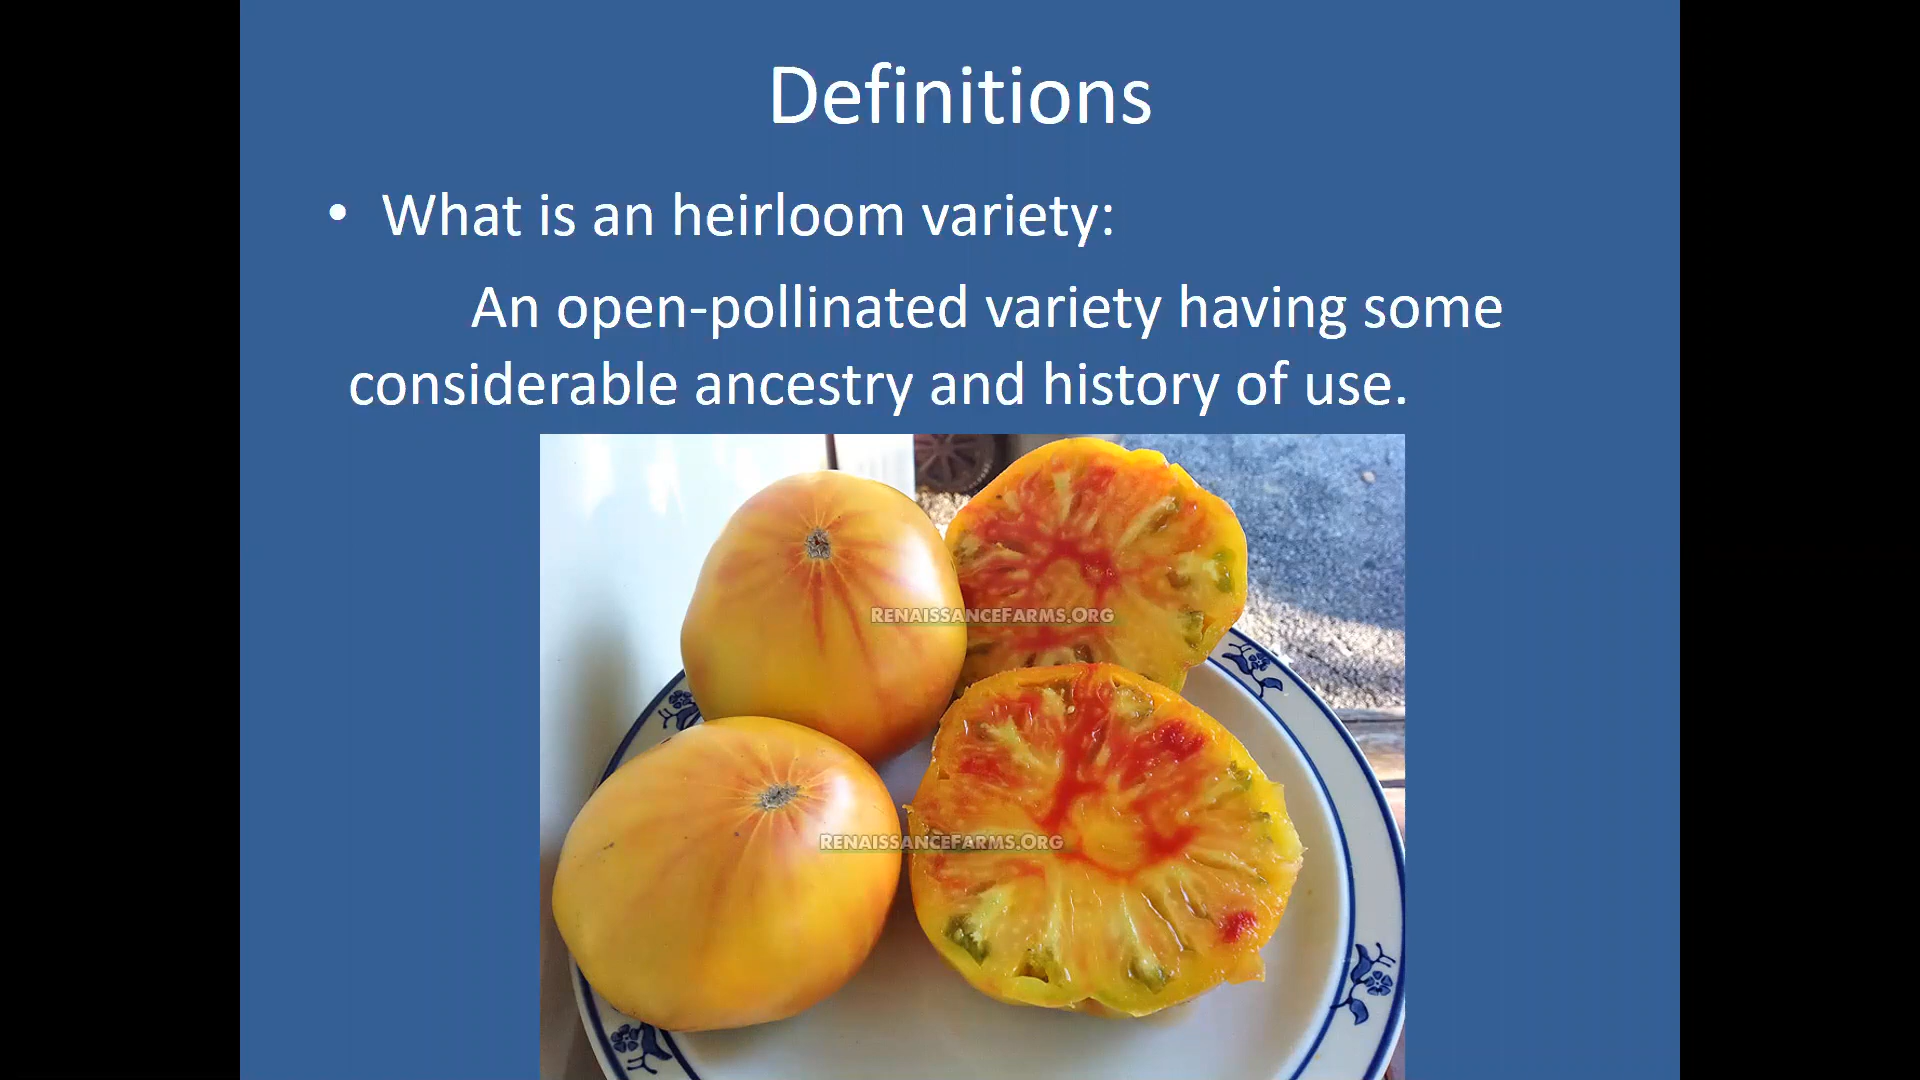 Definitions
• What is an heirloom variety:
An open-pollinated variety having some
considerable ancestry and history of use.
RenaissanceFarms.Org
RenaissanceFarms.Org